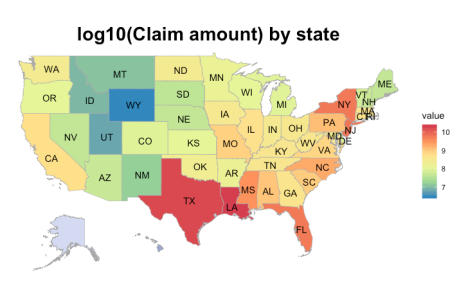 log10(Claim amount) by state
WA
MT
ND
MN
ME
VT
NH
OR
ID
WY
SD
WI
MI
NY
MA
CT
RI
NV
UT
NE
IA
PA
NJ
MD
DE
CA
CO
KS
MO
IL
IN
OH
WV
VA
KY
AZ
NM
OK
AR
TN
NC
SC
TX
LA
MS
AL
GA
FL
value
10
9
8
7